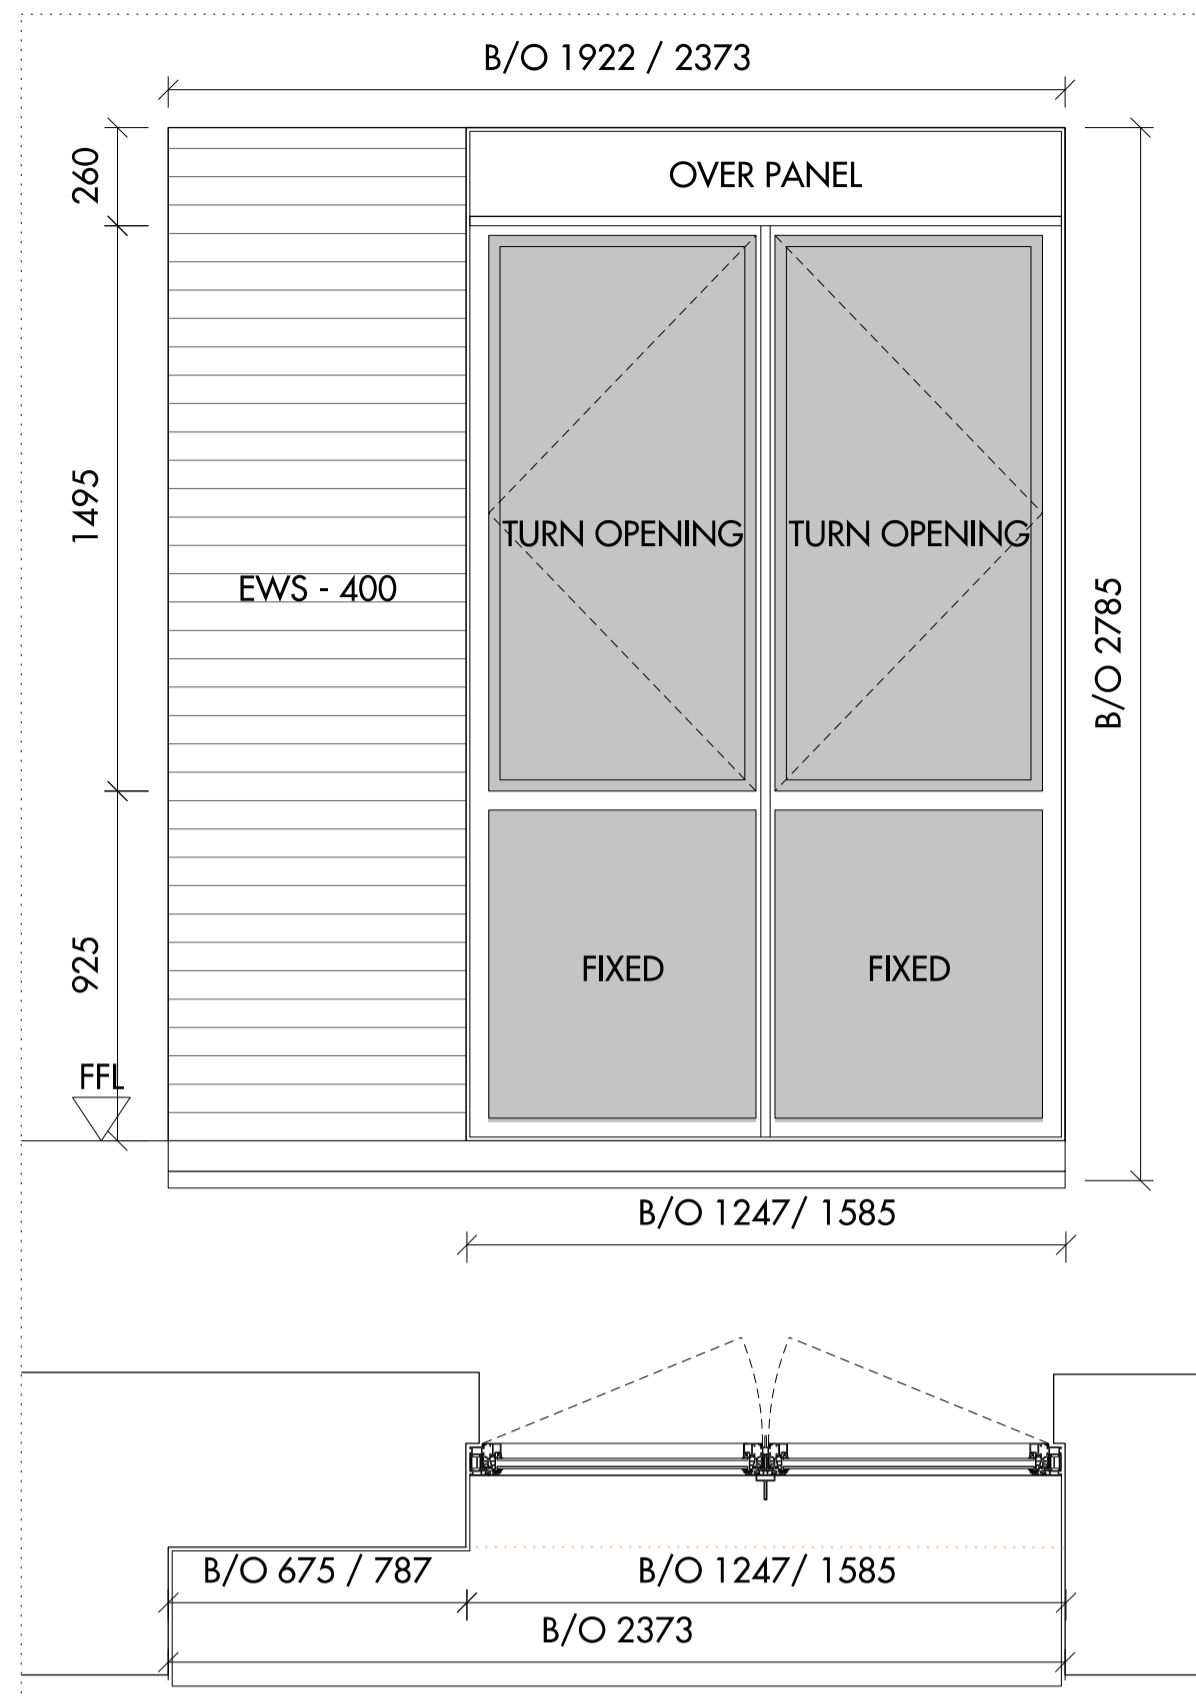 B/O 1922 / 2373
260
OVER PANEL
1495
TURN OPENING
TURN OPENING
EWS - 400
B/O 2785
925
FIXED
FIXED
FFL
B/O 1247/ 1585
B/O 675 / 787
B/O 1247/ 1585
B/O 2373